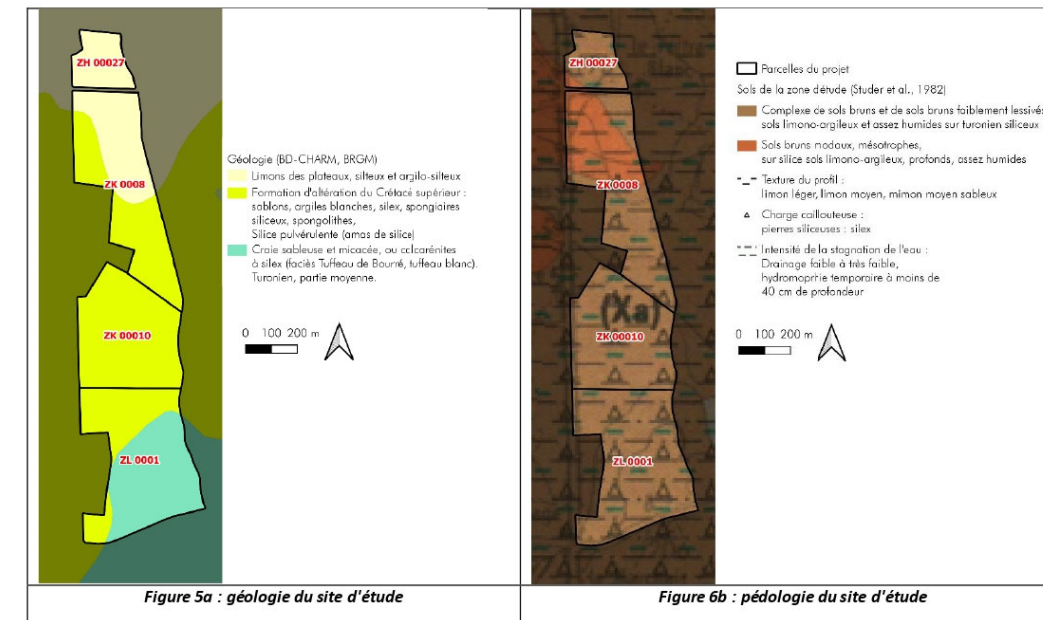 ZH 00027
ZK 0008
ZK 00010
ZL 0001
Géologie (BD-CHARM, BRGM)
Limons des plateaux, silteux et argilo-silteux
Formation d'altération du Crétacé supérieur :
sablons, argiles blanches, silex, spongiaires
siliceux, spongolithes,
Silice pulvérulente (amas de silice)
Craie sableuse et micacée, ou calcarénites
à silex (faciès Tuffeau de Bourré, tuffeau blanc).
Turonien, partie moyenne.
0 100 200 m
Figure 5a : géologie du site d'étude
ZH 00027
ZK 0008
(Xa)
ZK 00010
ZL 0001
Parcelles du projet
Sols de la zone détude (Studer et al., 1982)
Complexe de sols bruns et de sols bruns faiblement lessivés
sols limono-argileux et assez humides sur turonien siliceux
Sols bruns modaux, mésotrophes,
sur silice sols limono-argileux, profonds, assez humides
Texture du profil :
limon léger, limon moyen, mimon moyen sableux
Charge caillouteuse :
pierres siliceuses : silex
Intensité de la stagnation de l'eau :
Drainage faible à très faible,
hydromophie temporaire à moins de
40 cm de profondeur
0 100 200 m
Figure 6b : pédologie du site d'étude